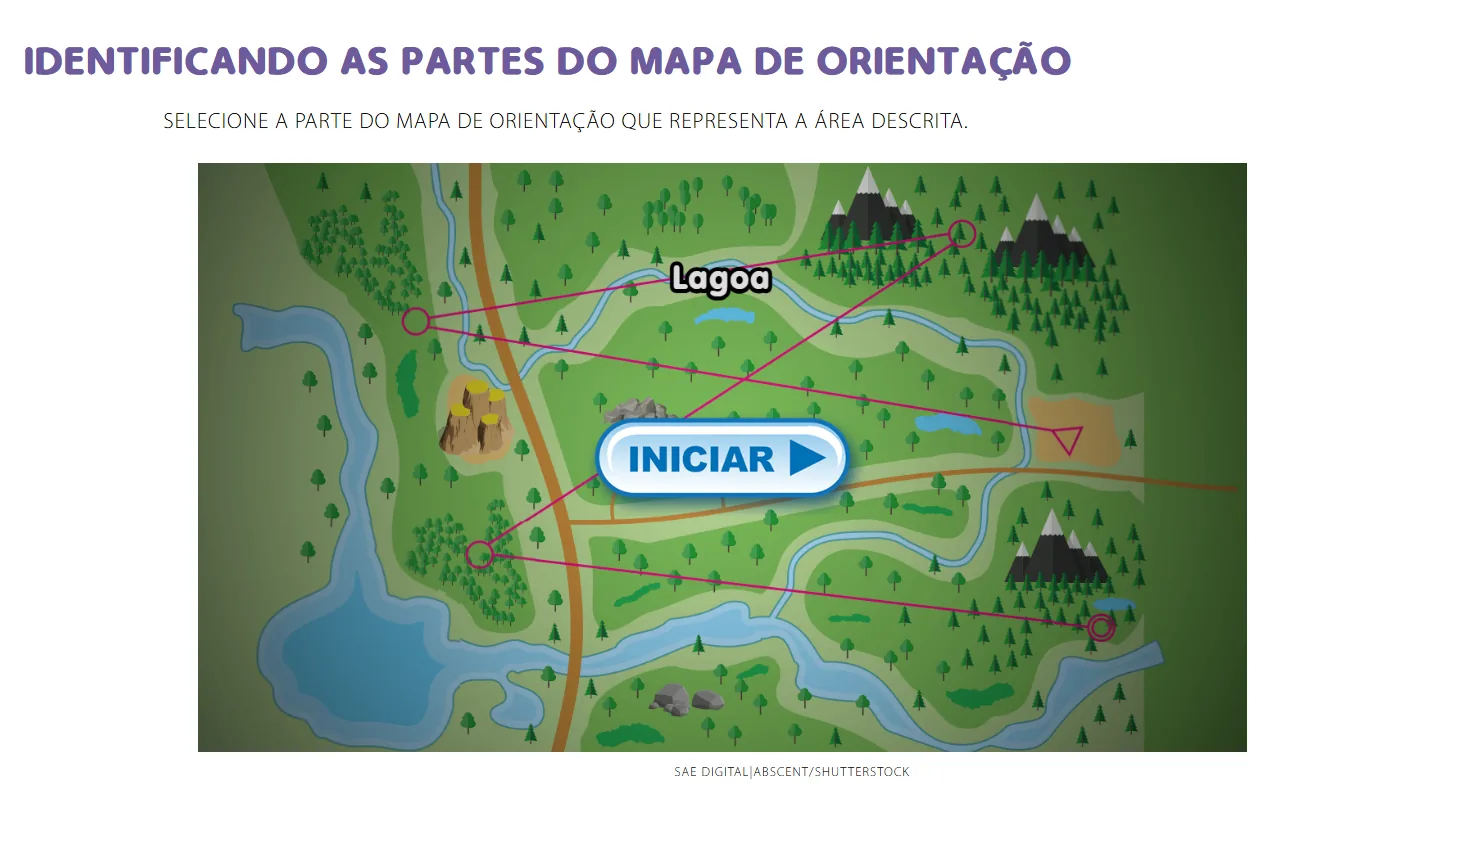 IDENTIFICANDO AS PARTES DO MAPA DE ORIENTAÇÃO
SELECIONE A PARTE DO MAPA DE ORIENTAÇÃO QUE REPRESENTA A ÁREA DESCRITA.
Lagoa
INICIAR
SAE DIGITAL|ABSCENT/SHUTTERSTOCK